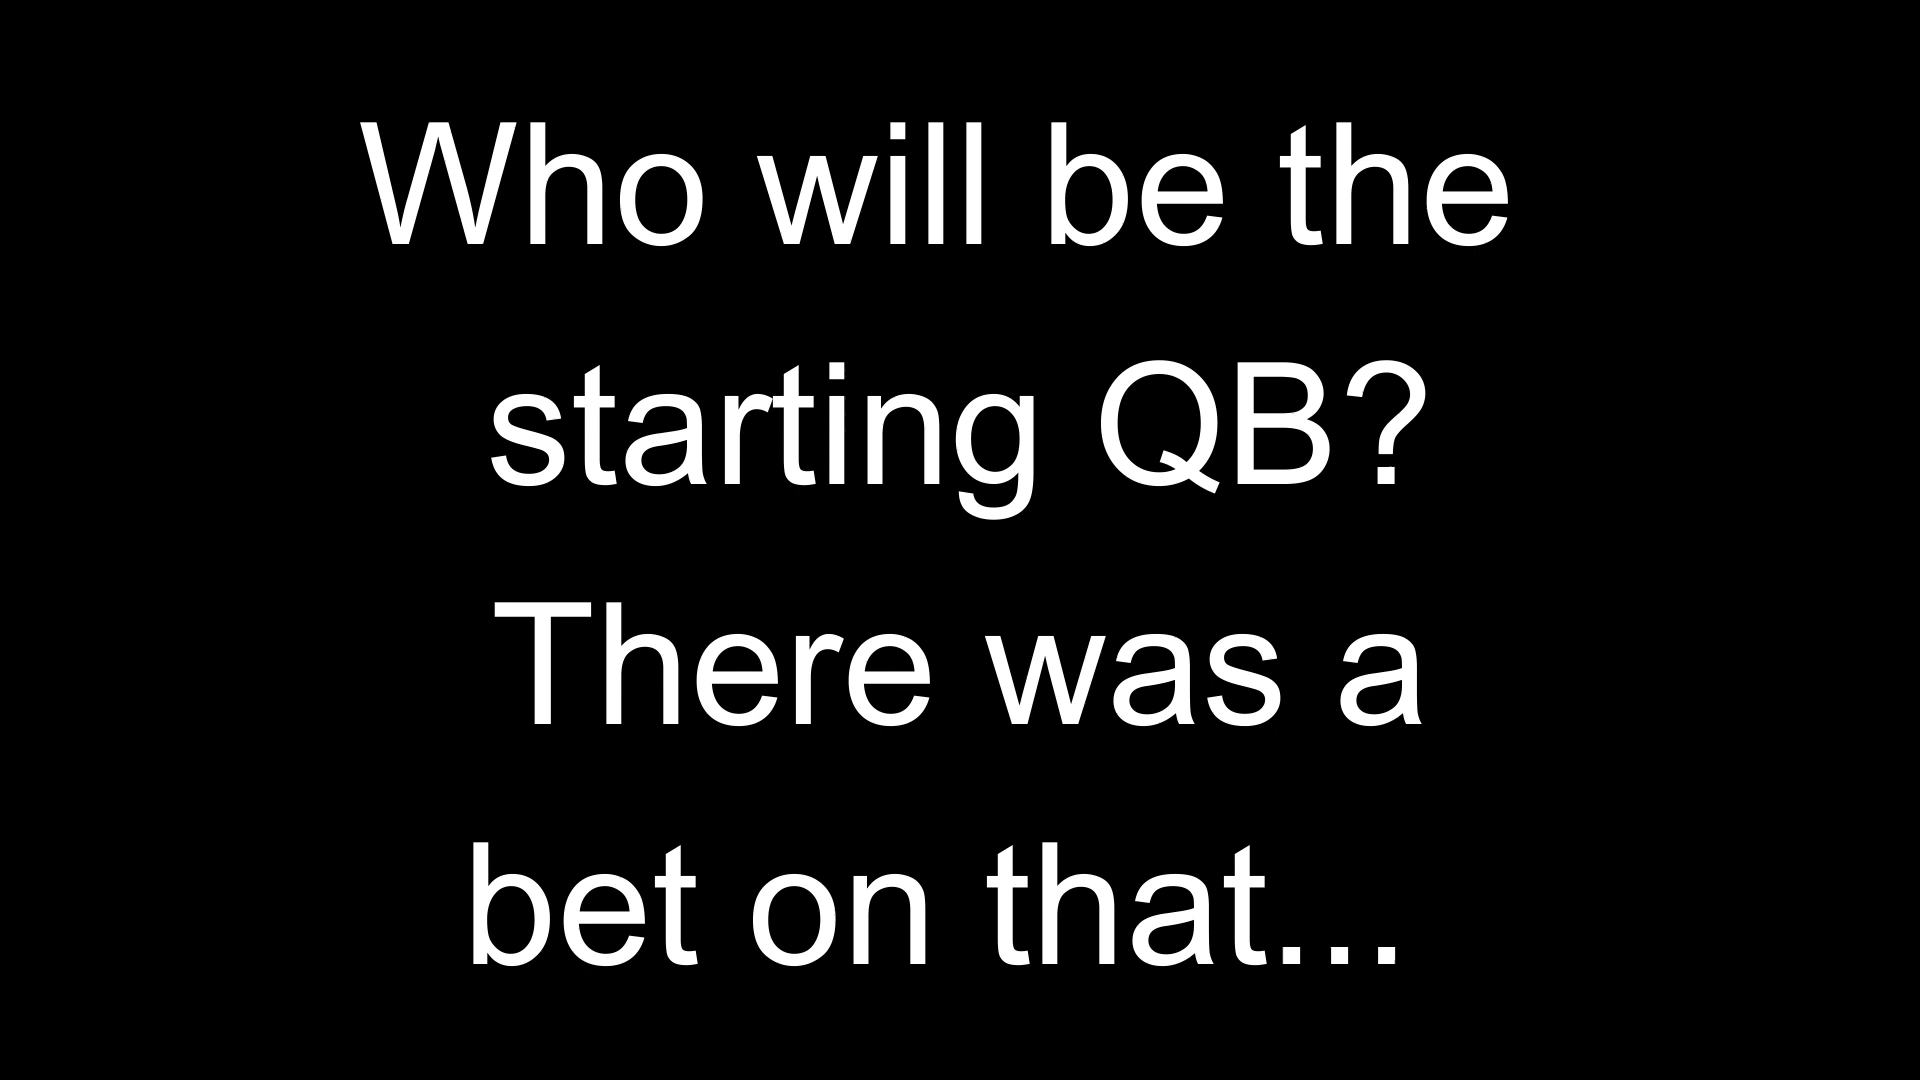 Who will be the
starting QB?
There was a
bet on that...